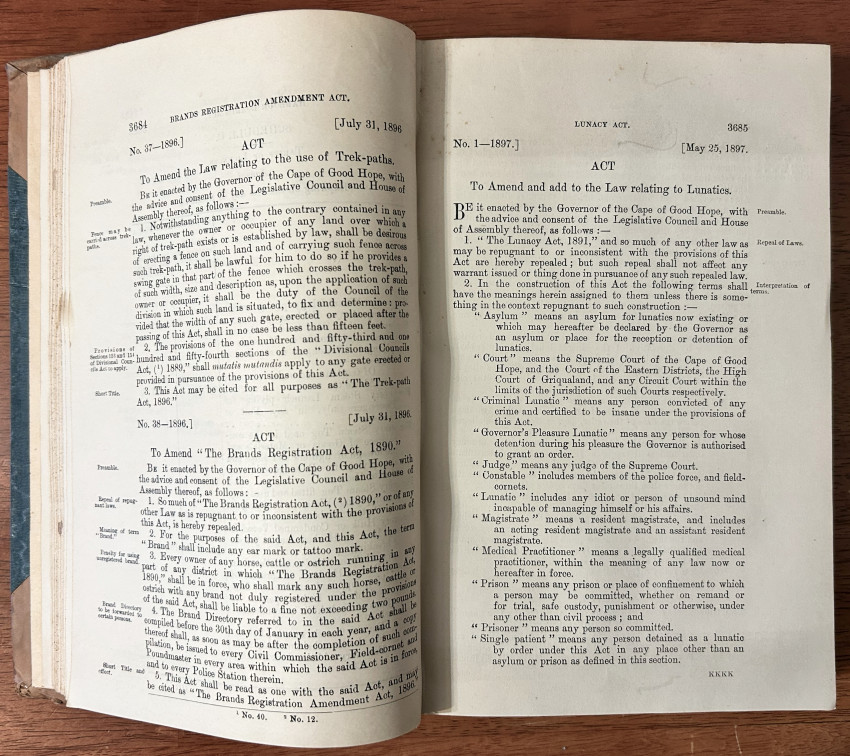 3684 BRANDS REGISTRATION AMENDMENT ACT.
No. 37—1896.] [July 31, 1896
ACT
To Amend the Law relating to the use of Trek-paths.
Preamble.
BE it enacted by the Governor of the Cape of Good Hope, with
the advice and consent of the Legislative Council and House of
Assembly thereof, as follows :—
Fence may be
carried across trek-
paths.
1. Notwithstanding anything to the contrary contained in any
law, whenever the owner or occupier of any land over which a
right of trek-path exists or is established by law, shall be desirous
of erecting a fence on such land and of carrying such fence across
such trek-path, it shall be lawful for him to do so if he provides a
swing gate in that part of the fence which crosses the trek-path,
of such width, size and description as, upon the application of such
owner or occupier, it shall be the duty of the Council of the
division in which such land is situated, to fix and determine : pro-
vided that the width of any such gate, erected or placed after the
passing of this Act, shall in no case be less than fifteen feet.
Provisions of
Sections 153 and 154
of Divisional Coun-
cils Act to apply.
2. The provisions of the one hundred and fifty-third and one
hundred and fifty-fourth sections of the "Divisional Councils
Act, (¹) 1889," shall mutatis mutandis apply to any gate erected or
provided in pursuance of the provisions of this Act.
Short Title.
3. This Act may be cited for all purposes as "The Trek-path
Act, 1896."
No. 38—1896.] [July 31, 1896.
ACT
To Amend "The Brands Registration Act, 1890."
Preamble.
BE it enacted by the Governor of the Cape of Good Hope, with
the advice and consent of the Legislative Council and House of
Assembly thereof, as follows : -
Repeal of repug-
nant laws.
1. So much of "The Brands Registration Act, (²) 1890," or of any
other Law as is repugnant to or inconsistent with the provisions of
this Act, is hereby repealed.
Meaning of term
"Brand."
2. For the purposes of the said Act, and this Act, the term
"Brand" shall include any ear mark or tattoo mark.
Penalty for using
unregistered brand.
3. Every owner of any horse, cattle or ostrich running in any
part of any district in which "The Brands Registration Act,
1890," shall be in force, who shall mark any such horse, cattle or
ostrich with any brand not duly registered under the provisions
of the said Act, shall be liable to a fine not exceeding two pounds.
Brand Directory
to be forwarded to
certain persons.
4. The Brand Directory referred to in the said Act shall be
compiled before the 30th day of January in each year, and a copy
thereof shall, as soon as may be after the completion of such com-
pilation, be issued to every Civil Commissioner, Field-cornet and
Poundmaster in every area within which the said Act is in force,
and to every Police Station therein.
Short Title and
effect.
5. This Act shall be read as one with the said Act, and may
be cited as "The Brands Registration Amendment Act, 1896."
¹ No. 40. ² No. 12.
LUNACY ACT. 3685
No. 1—1897.] [May 25, 1897.
ACT
To Amend and add to the Law relating to Lunatics.
BE it enacted by the Governor of the Cape of Good Hope, with
the advice and consent of the Legislative Council and House
of Assembly thereof, as follows :—
Preamble.
1. "The Lunacy Act, 1891," and so much of any other law as
may be repugnant to or inconsistent with the provisions of this
Act are hereby repealed ; but such repeal shall not affect any
warrant issued or thing done in pursuance of any such repealed law.
Repeal of Laws.
2. In the construction of this Act the following terms shall
have the meanings herein assigned to them unless there is some-
thing in the context repugnant to such construction :—
Interpretation of
terms.
" Asylum " means an asylum for lunatics now existing or
which may hereafter be declared by the Governor as
an asylum or place for the reception or detention of
lunatics.
" Court " means the Supreme Court of the Cape of Good
Hope, and the Court of the Eastern Districts, the High
Court of Griqualand, and any Circuit Court within the
limits of the jurisdiction of such Courts respectively.
" Criminal Lunatic " means any person convicted of any
crime and certified to be insane under the provisions of
this Act.
" Governor's Pleasure Lunatic " means any person for whose
detention during his pleasure the Governor is authorised
to grant an order.
" Judge " means any judge of the Supreme Court.
" Constable " includes members of the police force, and field-
cornets.
" Lunatic " includes any idiot or person of unsound mind
incapable of managing himself or his affairs.
" Magistrate " means a resident magistrate, and includes
an acting resident magistrate and an assistant resident
magistrate.
" Medical Practitioner " means a legally qualified medical
practitioner, within the meaning of any law now or
hereafter in force.
" Prison " means any prison or place of confinement to which
a person may be committed, whether on remand or
for trial, safe custody, punishment or otherwise, under
any other than civil process ; and
" Prisoner " means any person so committed.
" Single patient " means any person detained as a lunatic
by order under this Act in any place other than an
asylum or prison as defined in this section.
KKKK